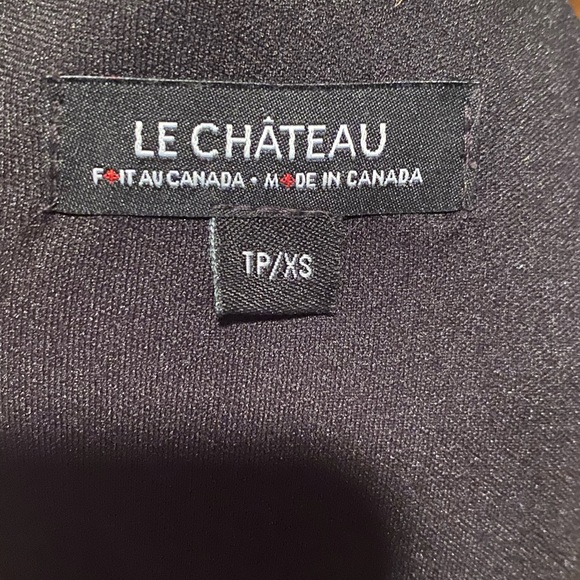 LE CHÂTEAU
FAIT AU CANADA • MADE IN CANADA
TP/XS